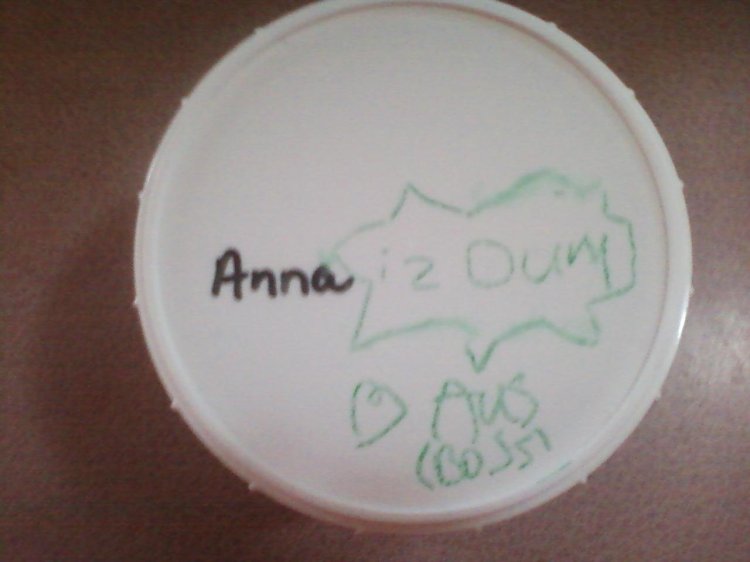 Anna iz Dum
♡ AUS
(BOSS)